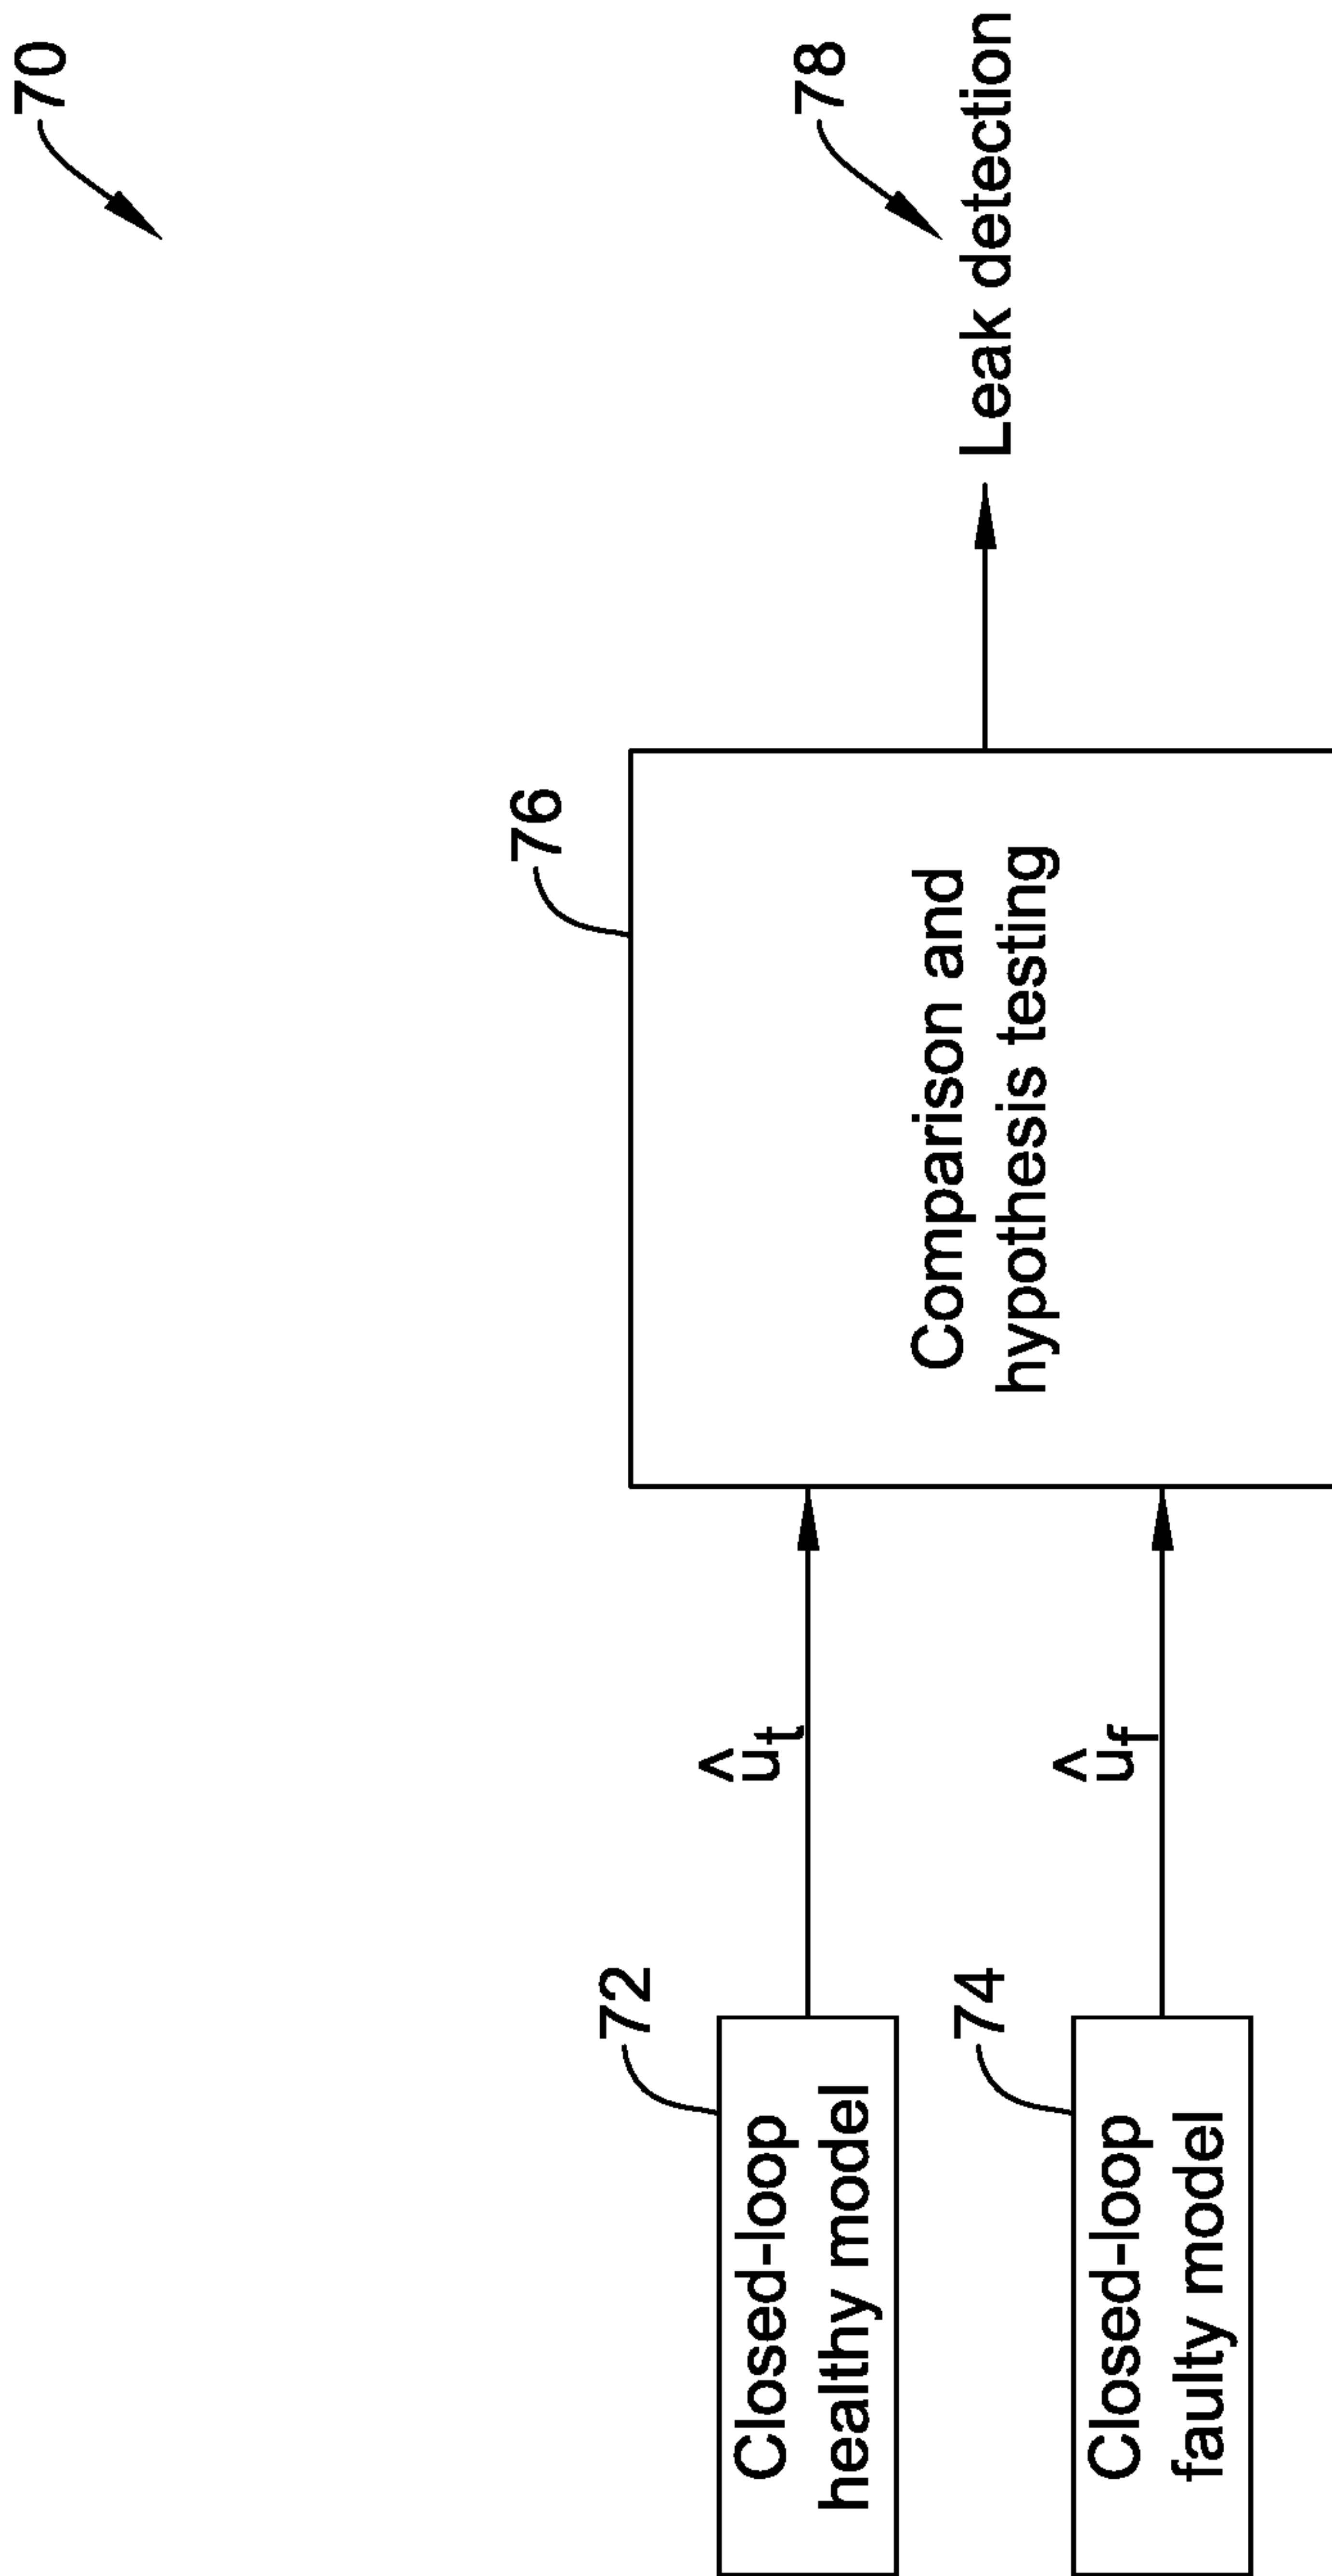 70
72
Closed-loop
healthy model
û_t
74
Closed-loop
faulty model
û_f
76
Comparison and
hypothesis testing
78
Leak detection